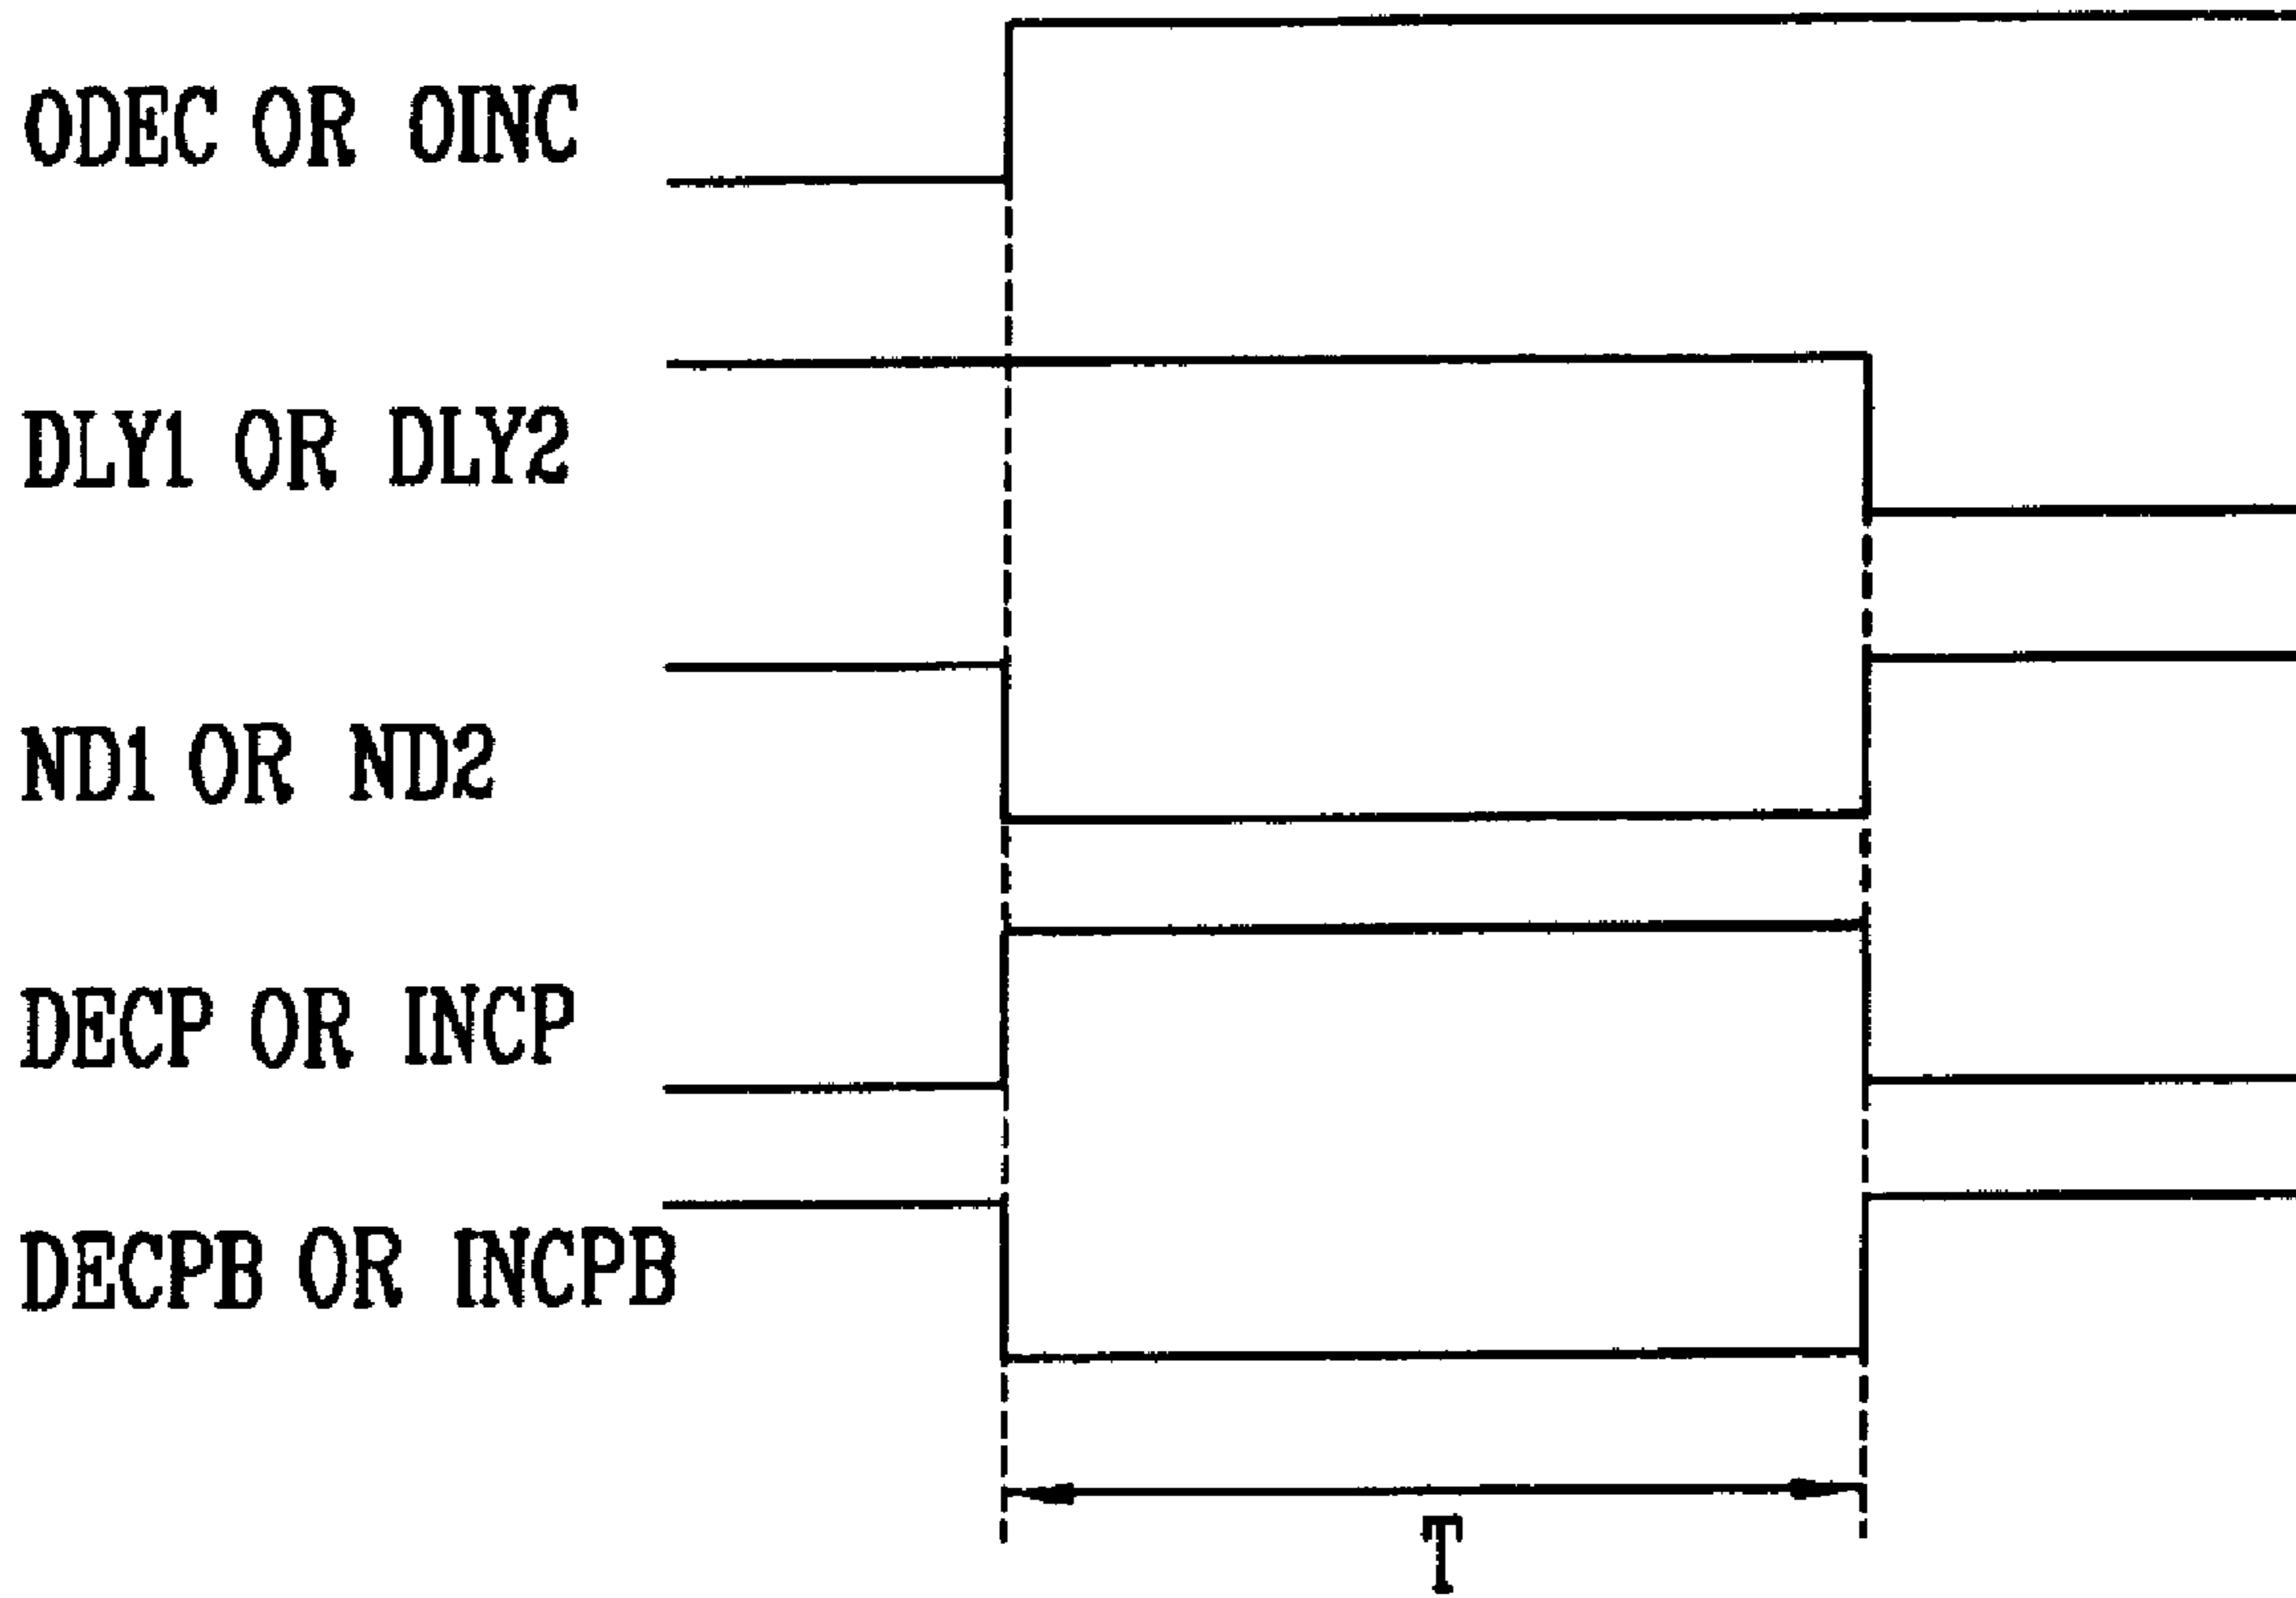 ODEC OR OINC
DLY1 OR DLY2
ND1 OR ND2
DECP OR INCP
DECPB OR INCPB
T